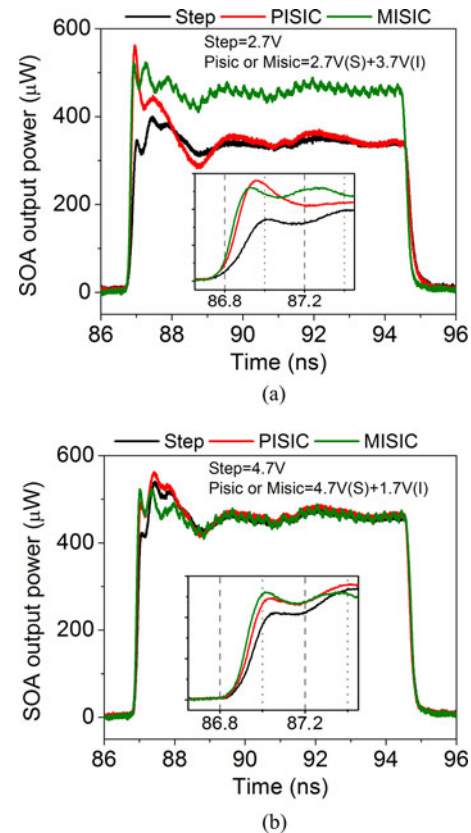 Step PISIC MISIC
600
Step=2.7V
Pisic or Misic=2.7V(S)+3.7V(I)
400
SOA output power (μW)
200
86.8 87.2
0
86 88 90 92 94 96
Time (ns)
(a)
Step PISIC MISIC
600
Step=4.7V
Pisic or Misic=4.7V(S)+1.7V(I)
400
SOA output power (μW)
200
86.8 87.2
0
86 88 90 92 94 96
Time (ns)
(b)